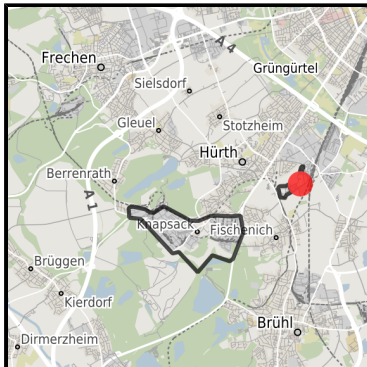 A 4
Frechen
Grüngürtel
Sielsdorf
Gleuel
Stotzheim
Hürth
Berrenrath
A 1
Knapsack
Fischenich
Brüggen
Kierdorf
Brühl
Dirmerzheim